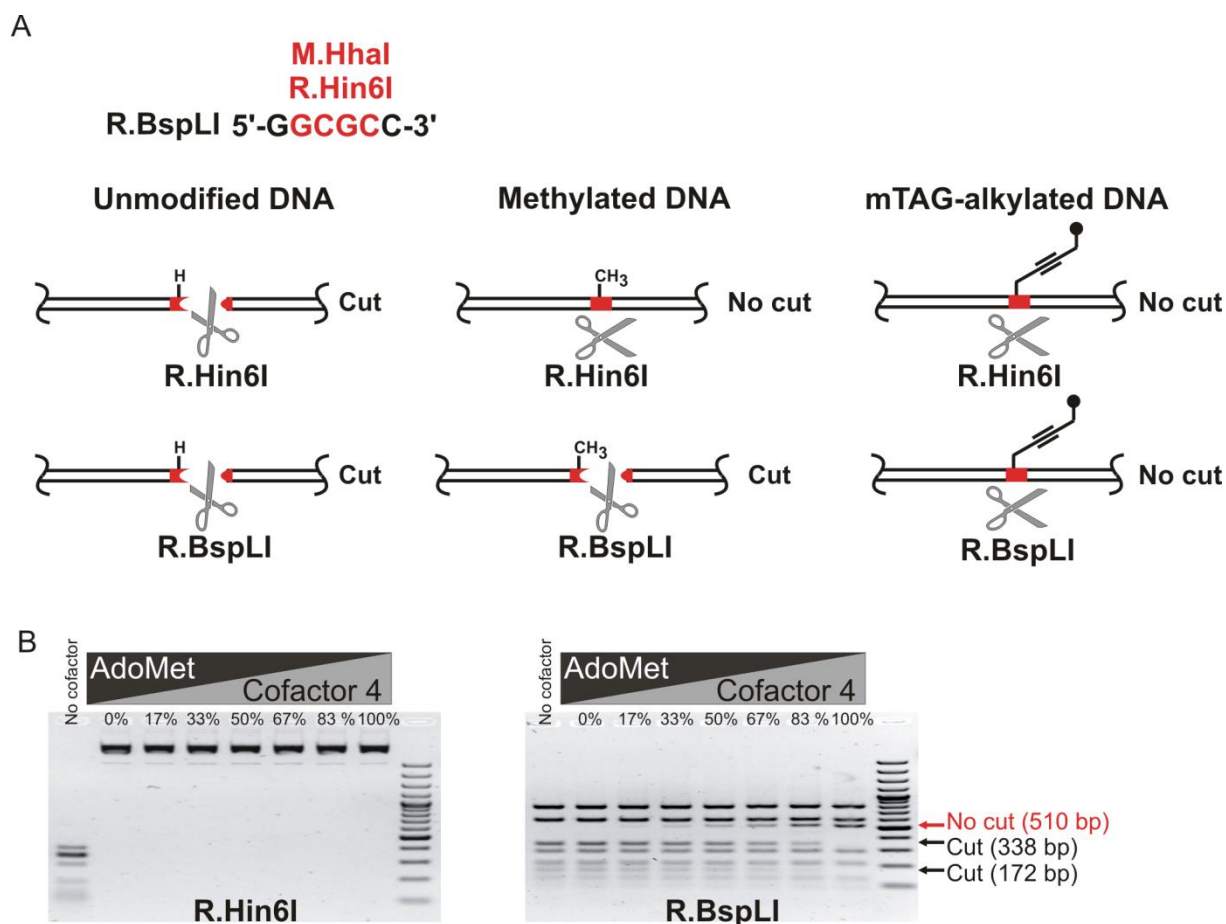 A
M.HhaI
R.Hin6I
R.BspLI 5'-GGCGCC-3'
Unmodified DNA Methylated DNA mTAG-alkylated DNA
H CH3
Cut No cut No cut
R.Hin6I R.Hin6I R.Hin6I
H CH3
Cut Cut No cut
R.BspLI R.BspLI R.BspLI
B
No cofactor AdoMet No cofactor AdoMet
Cofactor 4 Cofactor 4
0% 17% 33% 50% 67% 83 % 100% 0% 17% 33% 50% 67% 83 % 100%
No cut (510 bp)
Cut (338 bp)
Cut (172 bp)
R.Hin6I R.BspLI